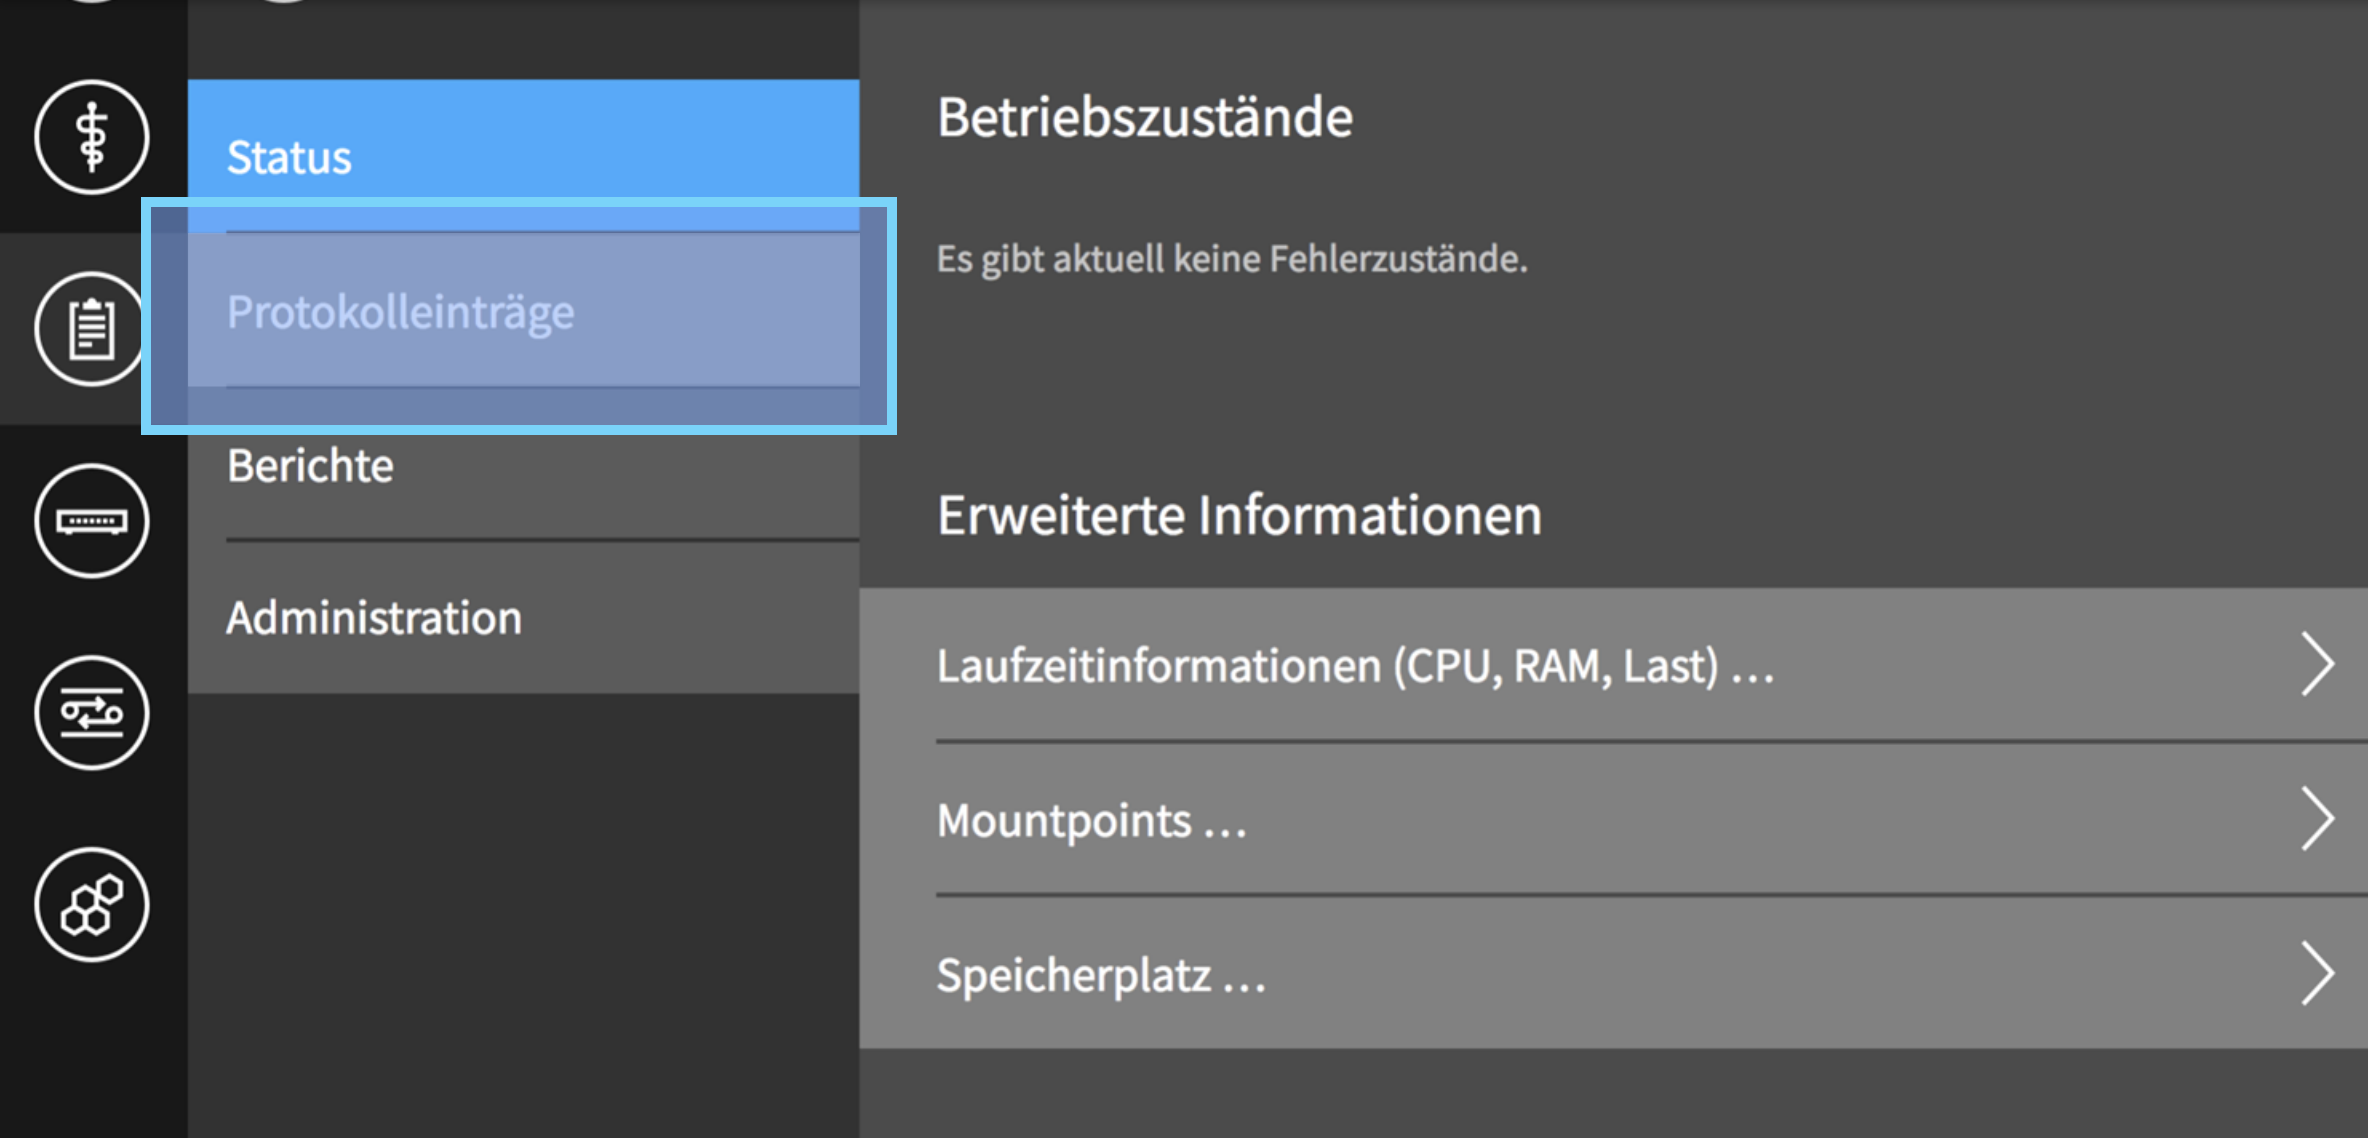 Status
Protokolleinträge
Berichte
Administration
Betriebszustände
Es gibt aktuell keine Fehlerzustände.
Erweiterte Informationen
Laufzeitinformationen (CPU, RAM, Last) …
Mountpoints …
Speicherplatz …